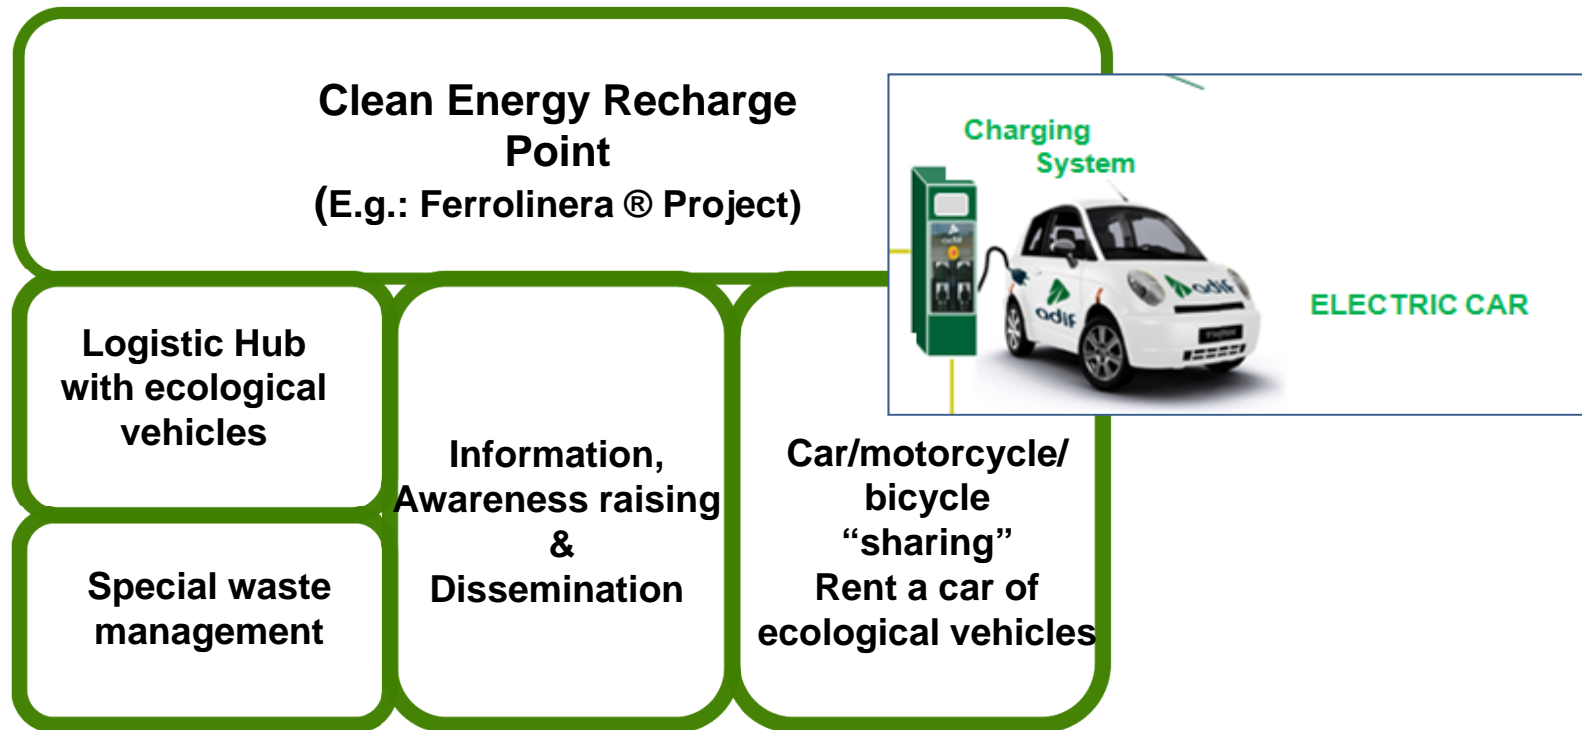 Clean Energy Recharge
Point
(E.g.: Ferrolinera ® Project)
Charging
System
adif
adif
adif
ELECTRIC CAR
Logistic Hub
with ecological
vehicles
Special waste
management
Information,
Awareness raising
&
Dissemination
Car/motorcycle/
bicycle
“sharing”
Rent a car of
ecological vehicles